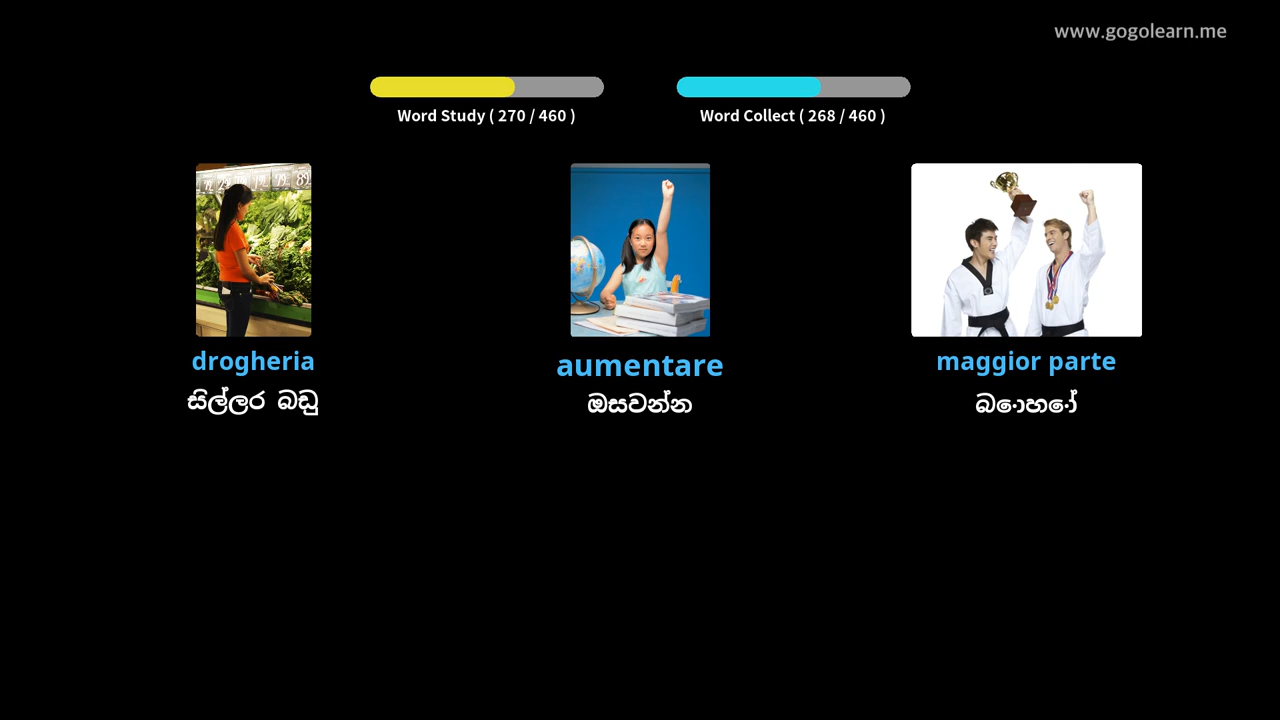 www.gogolearn.me
Word Study ( 270 / 460 )
Word Collect ( 268 / 460 )
drogheria
සිල්ලර බඩු
aumentare
ඔසවන්න
maggior parte
බොහෝ